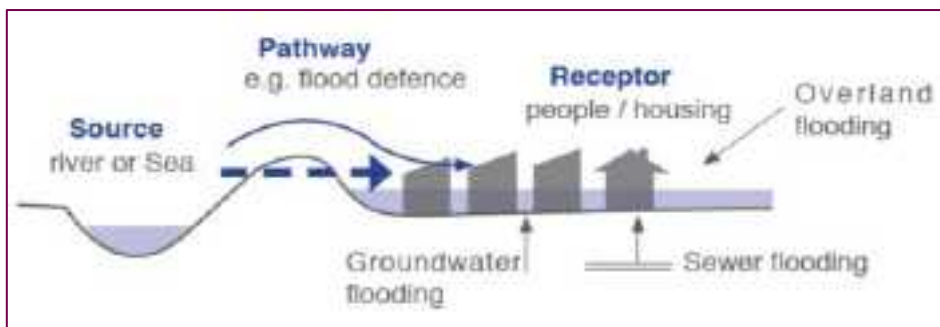 Pathway
e.g. flood defence
Source
river or Sea
Receptor
people / housing
Overland
flooding
Groundwater
flooding
Sewer flooding